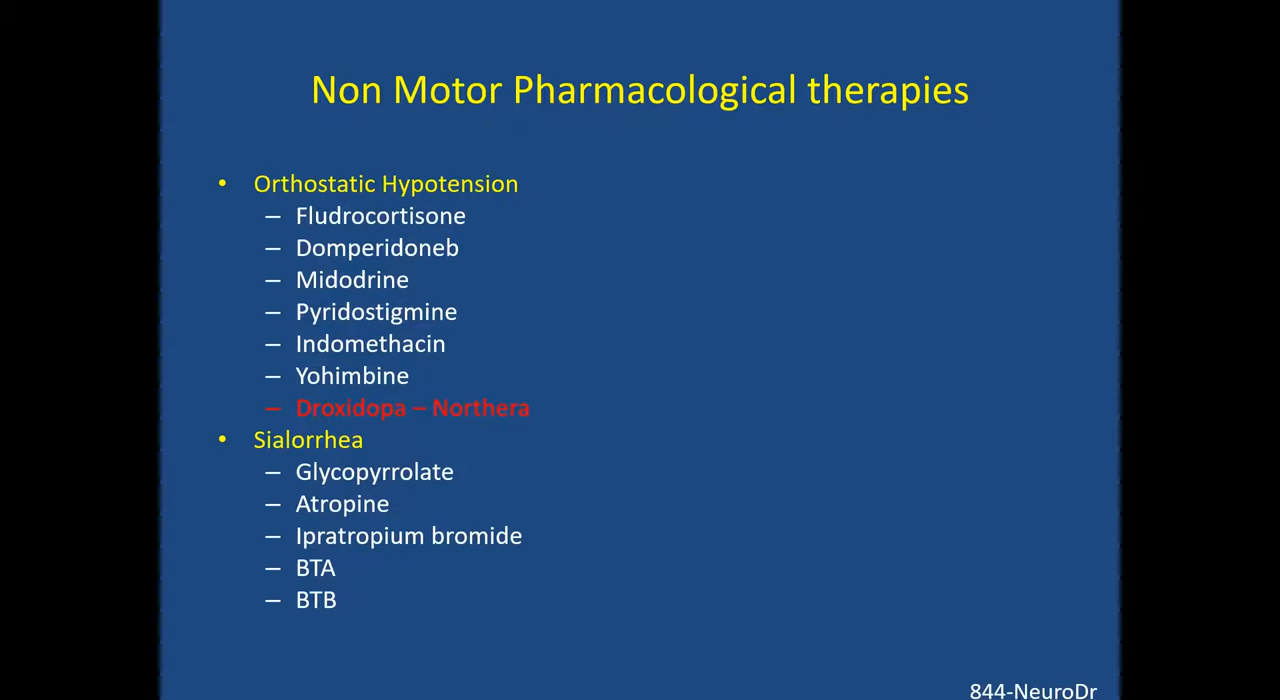 Non Motor Pharmacological therapies
• Orthostatic Hypotension
– Fludrocortisone
– Domperidoneb
– Midodrine
– Pyridostigmine
– Indomethacin
– Yohimbine
– Droxidopa – Northera
• Sialorrhea
– Glycopyrrolate
– Atropine
– Ipratropium bromide
– BTA
– BTB
844-NeuroDr